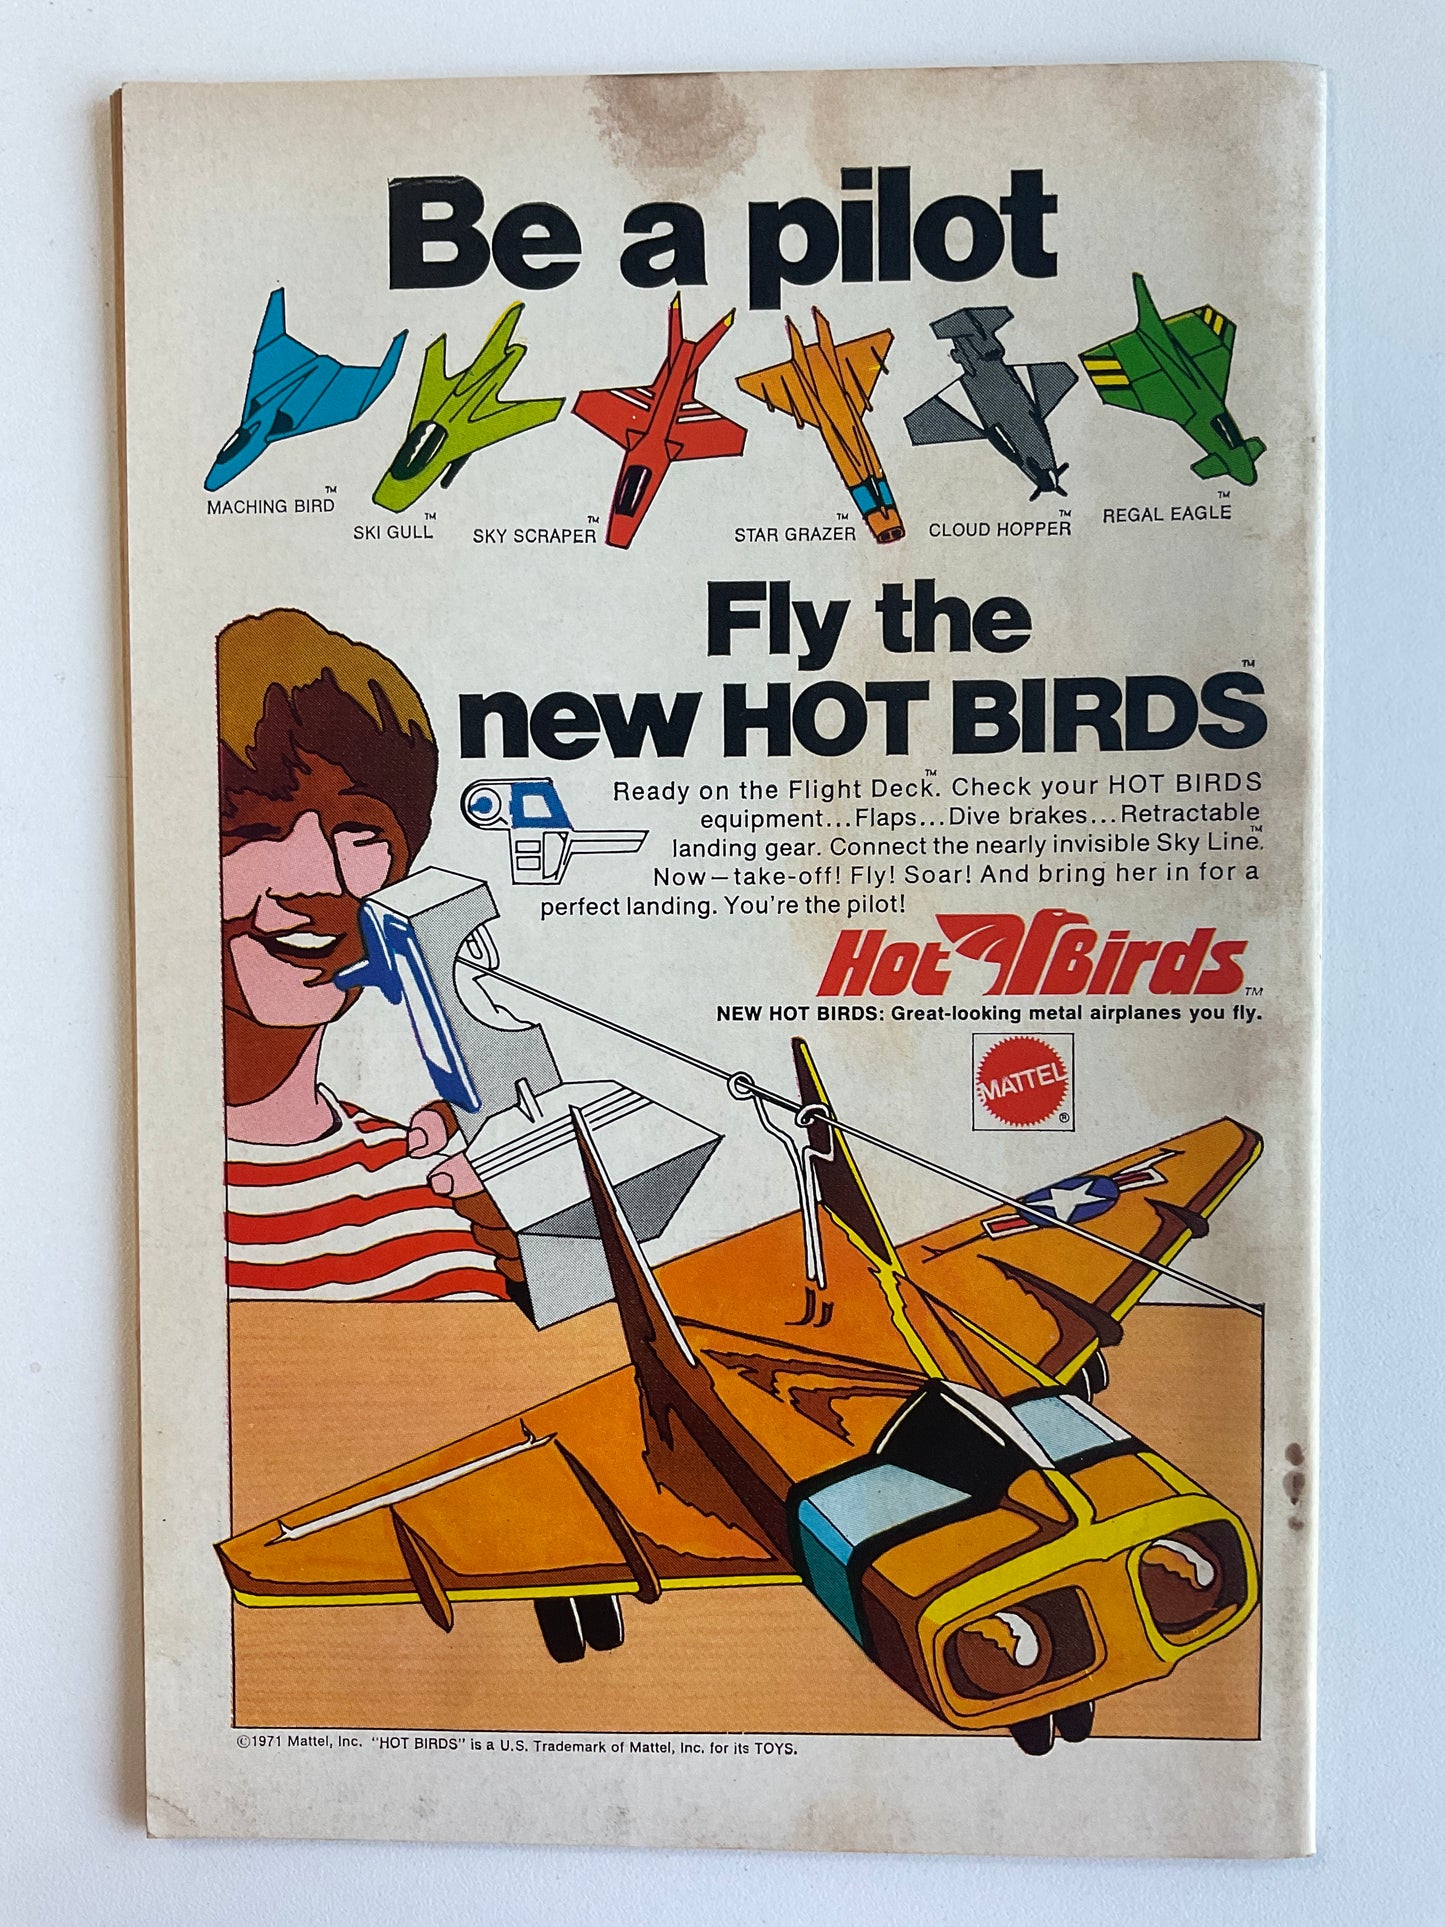 Be a pilot
MACHING BIRD™
SKI GULL™
SKY SCRAPER™
STAR GRAZER™
CLOUD HOPPER™
REGAL EAGLE™
Fly the
new HOT BIRDS™
Ready on the Flight Deck™. Check your HOT BIRDS
equipment...Flaps...Dive brakes...Retractable
landing gear. Connect the nearly invisible Sky Line™.
Now—take-off! Fly! Soar! And bring her in for a
perfect landing. You're the pilot!
Hot Birds™
NEW HOT BIRDS: Great-looking metal airplanes you fly.
MATTEL
®
©1971 Mattel, Inc. "HOT BIRDS" is a U.S. Trademark of Mattel, Inc. for its TOYS.